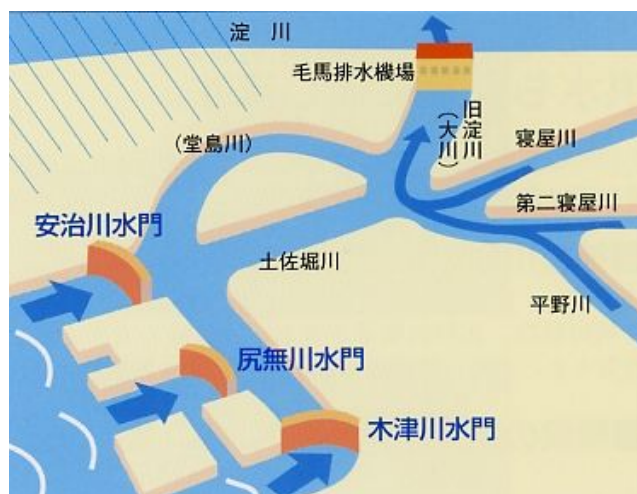 淀川
毛馬排水機場
旧淀川
(大川)
(堂島川)
寝屋川
第二寝屋川
安治川水門
土佐堀川
平野川
尻無川水門
木津川水門